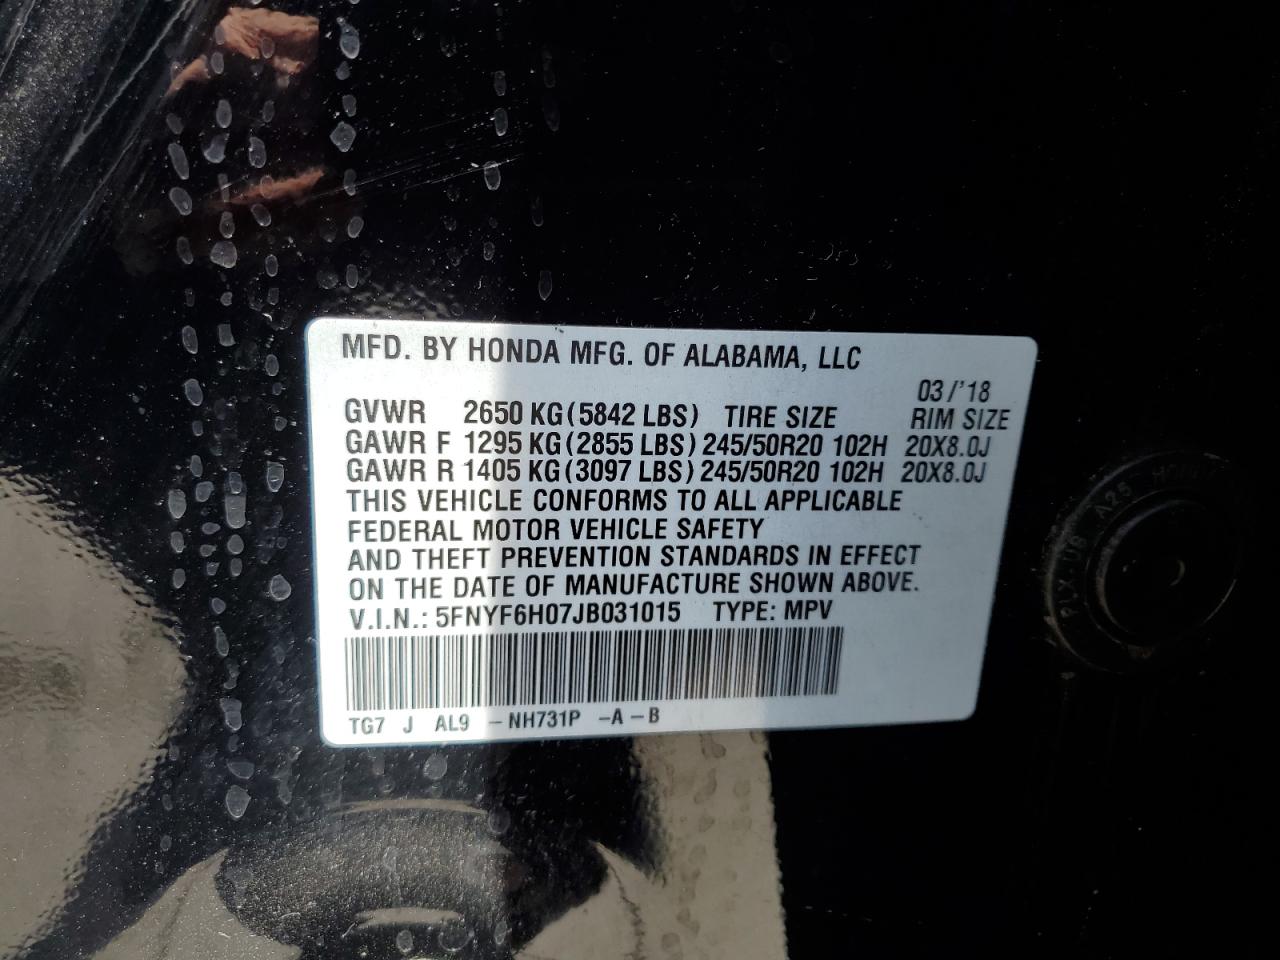 MFD. BY HONDA MFG. OF ALABAMA, LLC
03/'18
GVWR 2650 KG(5842 LBS) TIRE SIZE RIM SIZE
GAWR F 1295 KG(2855 LBS) 245/50R20 102H 20X8.0J
GAWR R 1405 KG(3097 LBS) 245/50R20 102H 20X8.0J
THIS VEHICLE CONFORMS TO ALL APPLICABLE
FEDERAL MOTOR VEHICLE SAFETY
AND THEFT PREVENTION STANDARDS IN EFFECT
ON THE DATE OF MANUFACTURE SHOWN ABOVE.
V.I.N.: 5FNYF6H07JB031015 TYPE: MPV
TG7 J AL9 -NH731P -A-B
PLX UB A25